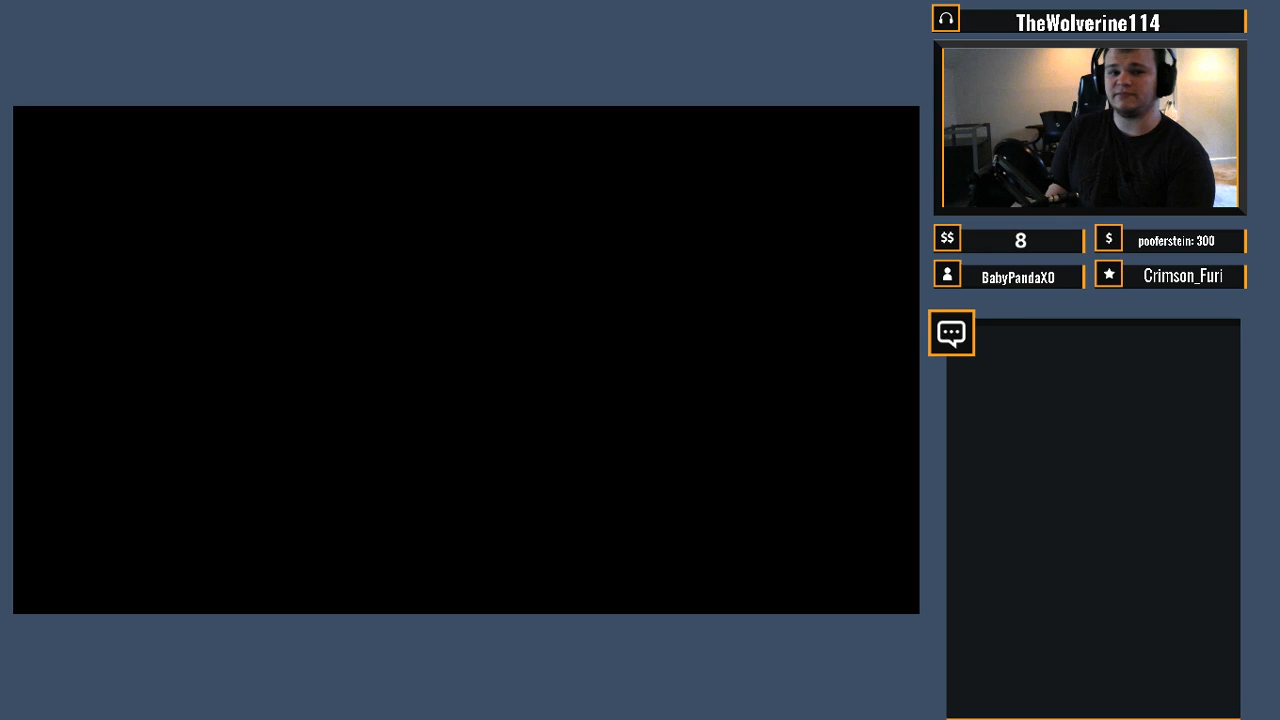 TheWolverine114
$$ 8
$ pooferstein: 300
BabyPandaXO
Crimson_Furi